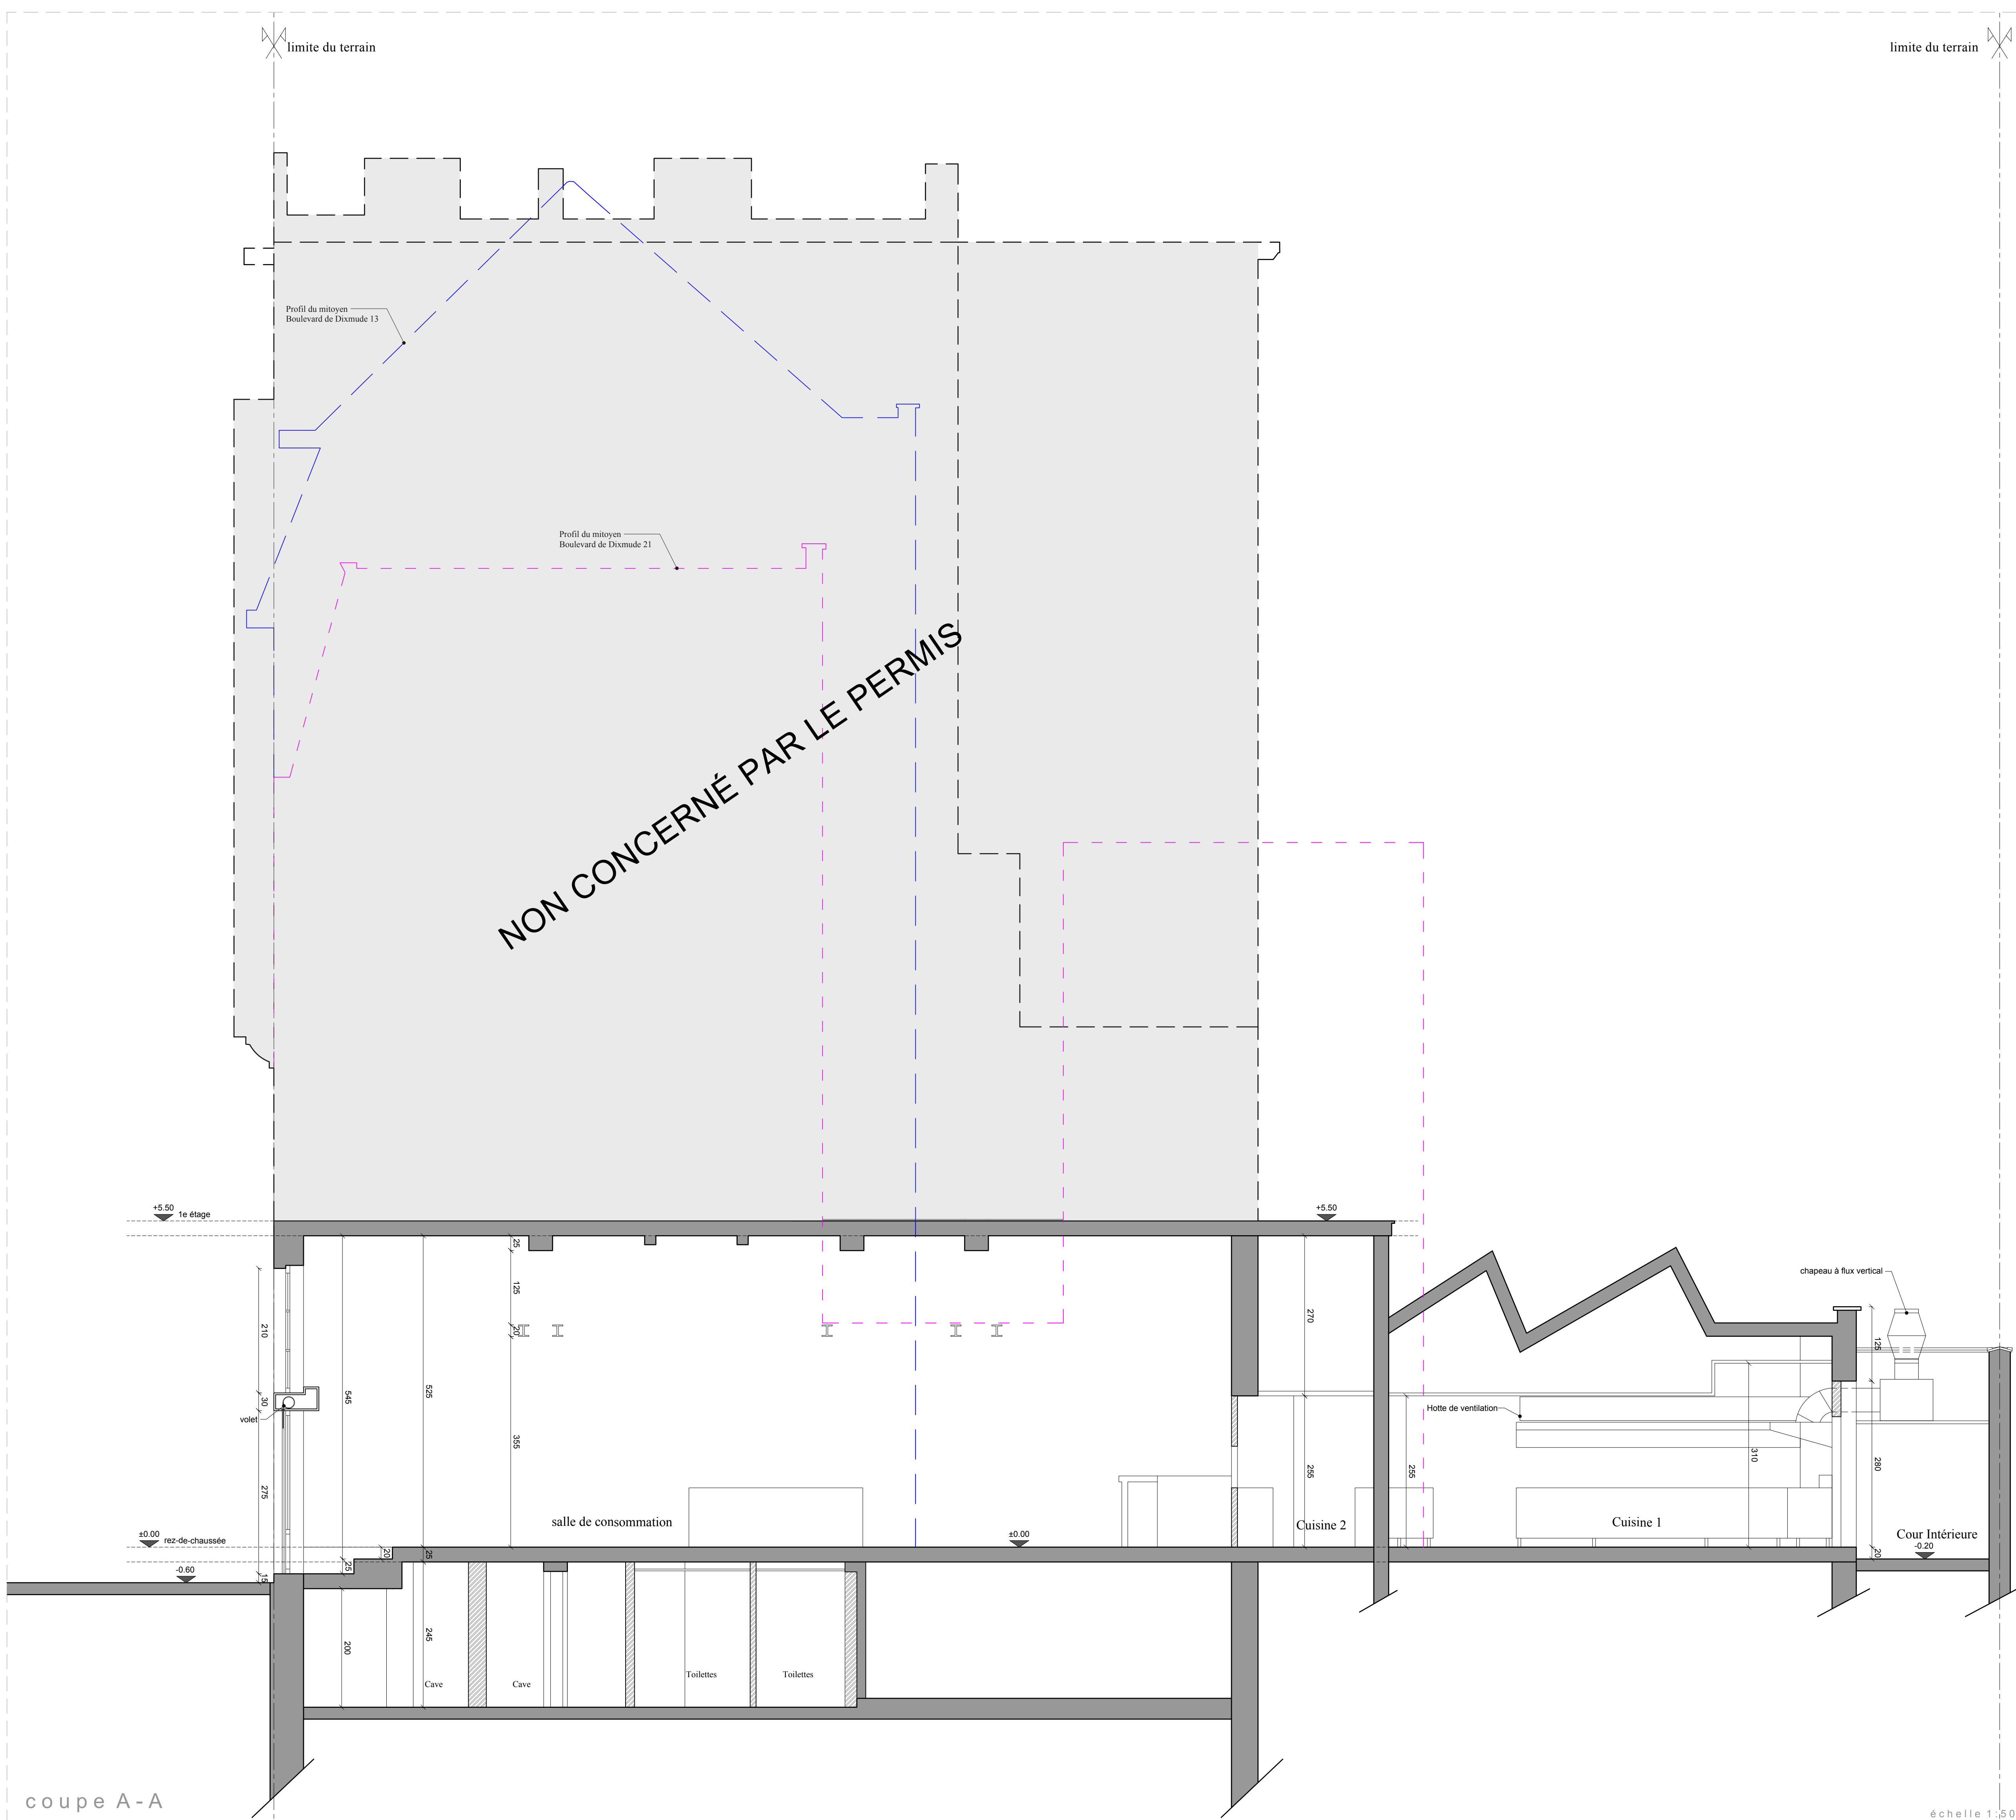 limite du terrain
limite du terrain
Profil du mitoyen
Boulevard de Dixmude 13
Profil du mitoyen
Boulevard de Dixmude 21
NON CONCERNÉ PAR LE PERMIS
+5.50
1e étage
+5.50
25
125
20
355
210
30
275
15
545
525
25
20
25
270
255
255
310
125
280
20
chapeau à flux vertical
volet
Hotte de ventilation
salle de consommation
Cuisine 2
Cuisine 1
Cour Intérieure
-0.20
±0.00
rez-de-chaussée
±0.00
-0.60
200
245
Cave
Cave
Toilettes
Toilettes
coupe A-A
échelle 1:50